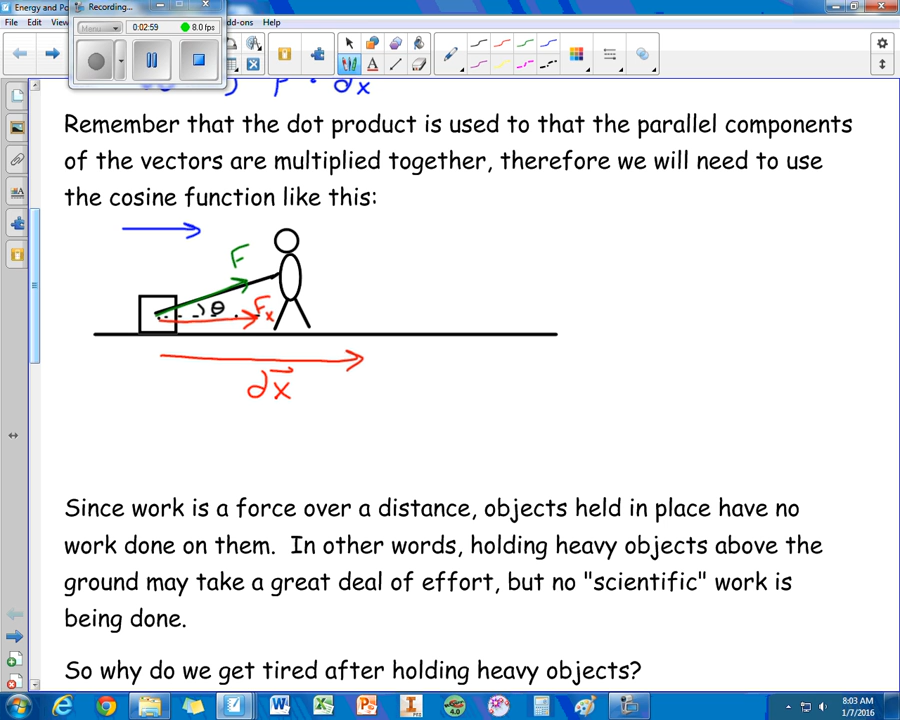 Energy and Po
Recording...
File Edit View
dd-ons Help
Menu
0:02:59
8.0 fps
F · dx
Remember that the dot product is used to that the parallel components
of the vectors are multiplied together, therefore we will need to use
the cosine function like this:
F
θ
Fx
dx
Since work is a force over a distance, objects held in place have no
work done on them. In other words, holding heavy objects above the
ground may take a great deal of effort, but no "scientific" work is
being done.
So why do we get tired after holding heavy objects?
8:03 AM
1/7/2016